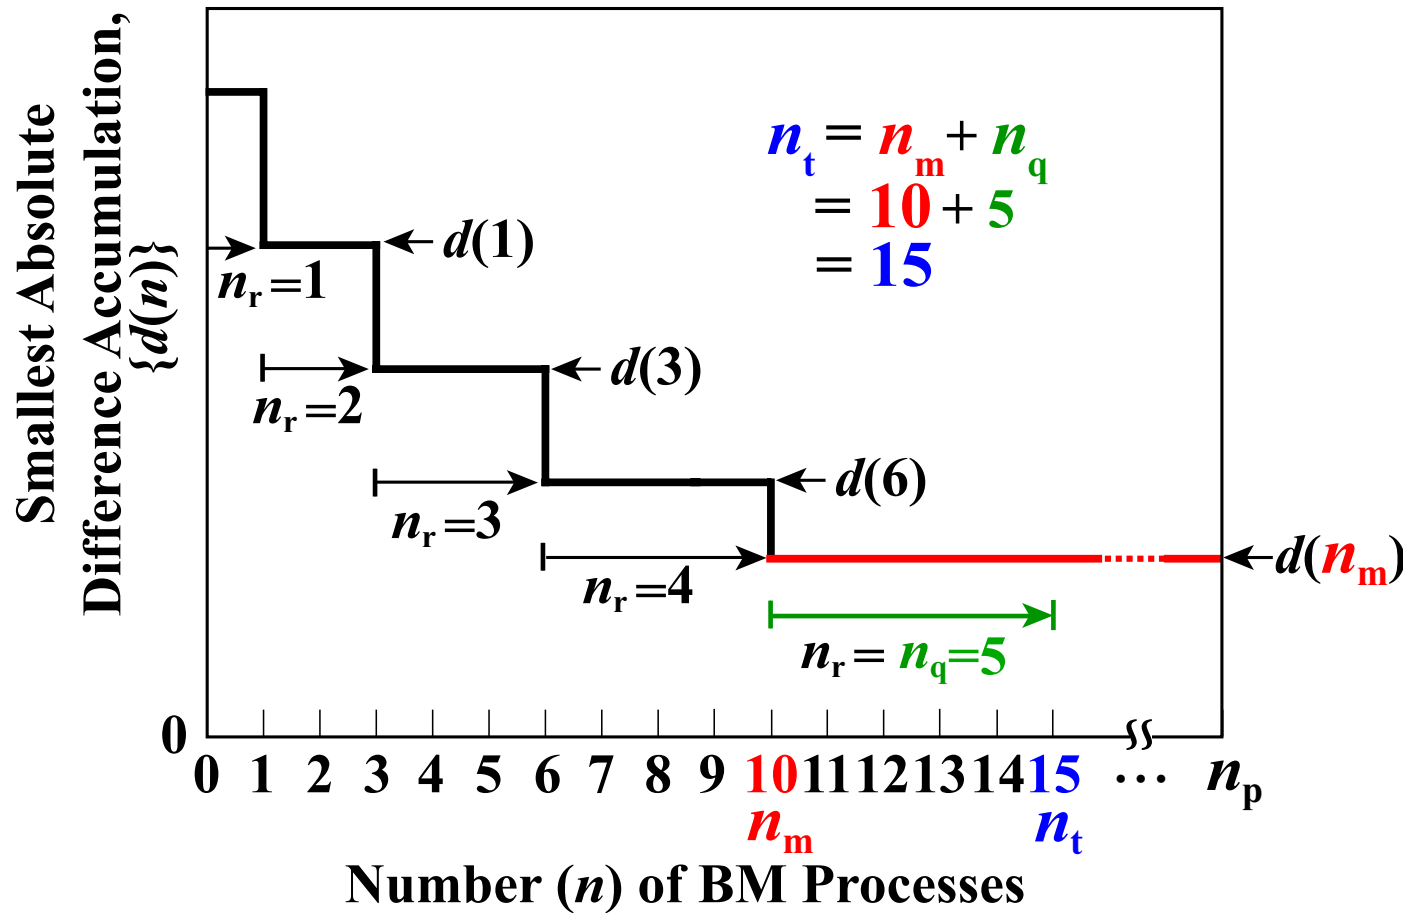 Smallest Absolute
Difference Accumulation,
{d(n)}
n_t = n_m + n_q
= 10 + 5
= 15
d(1)
n_r=1
d(3)
n_r=2
d(6)
n_r=3
d(n_m)
n_r=4
n_r= n_q=5
0
0 1 2 3 4 5 6 7 8 9 10 11 12 13 14 15 ··· n_p
n_m n_t
Number (n) of BM Processes